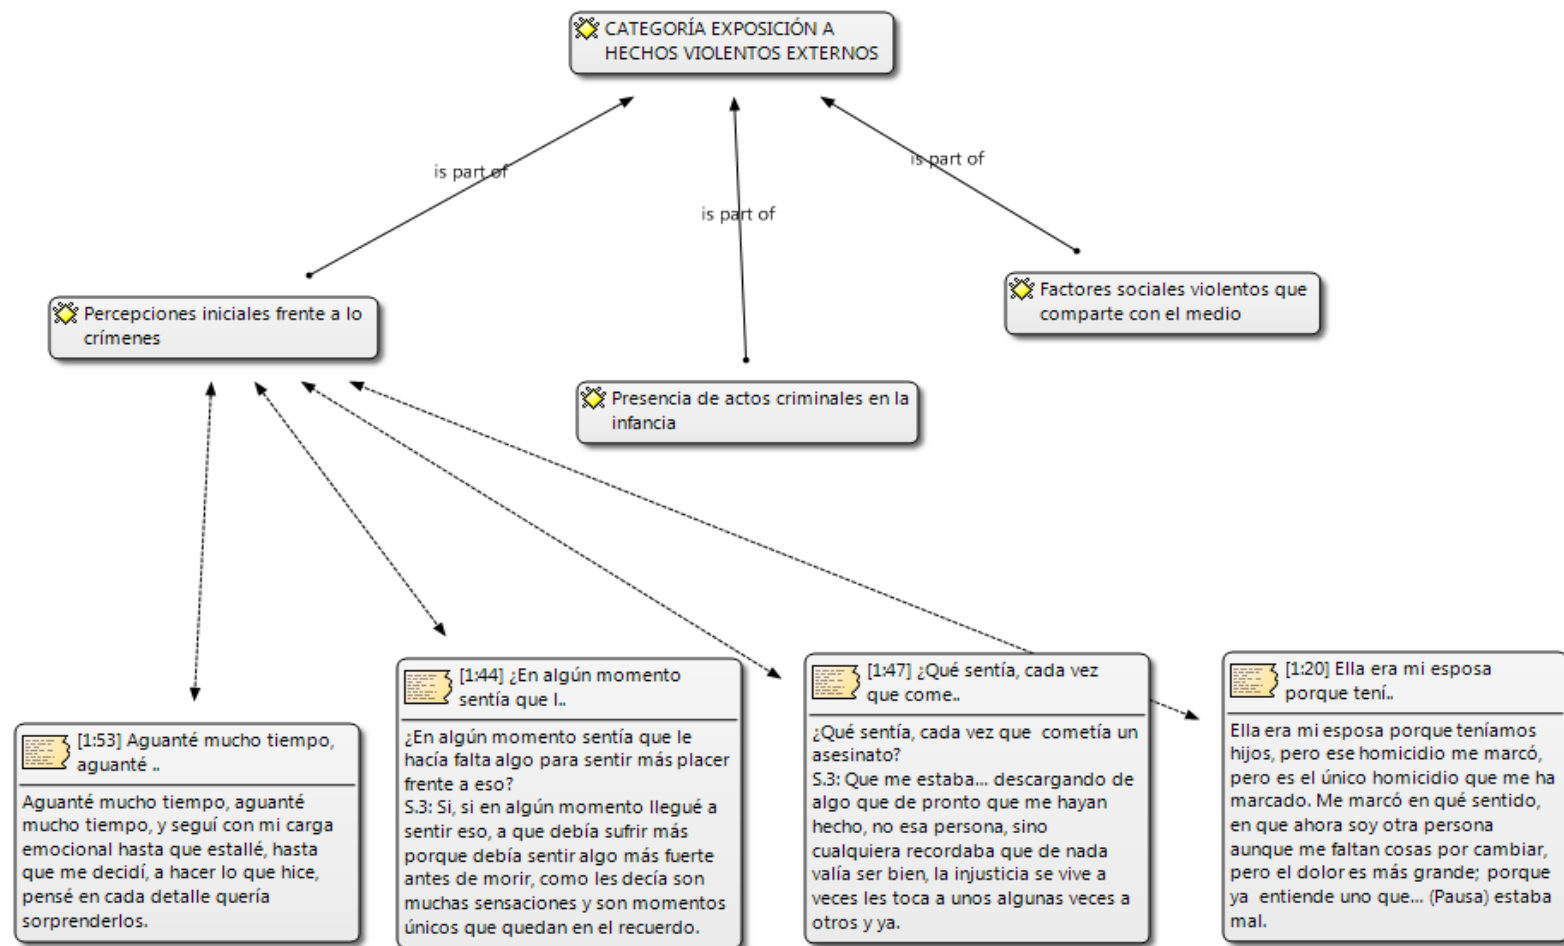 CATEGORÍA EXPOSICIÓN A
HECHOS VIOLENTOS EXTERNOS
is part of
is part of
is part of
Percepciones iniciales frente a lo
crímenes
Presencia de actos criminales en la
infancia
Factores sociales violentos que
comparte con el medio
[1:53] Aguanté mucho tiempo,
aguanté ..
Aguanté mucho tiempo, aguanté
mucho tiempo, y seguí con mi carga
emocional hasta que estallé, hasta
que me decidí, a hacer lo que hice,
pensé en cada detalle quería
sorprenderlos.
[1:44] ¿En algún momento
sentía que l..
¿En algún momento sentía que le
hacía falta algo para sentir más placer
frente a eso?
S.3: Si, si en algún momento llegué a
sentir eso, a que debía sufrir más
porque debía sentir algo más fuerte
antes de morir, como les decía son
muchas sensaciones y son momentos
únicos que quedan en el recuerdo.
[1:47] ¿Qué sentía, cada vez
que come..
¿Qué sentía, cada vez que cometía un
asesinato?
S.3: Que me estaba... descargando de
algo que de pronto que me hayan
hecho, no esa persona, sino
cualquiera recordaba que de nada
valía ser bien, la injusticia se vive a
veces les toca a unos algunas veces a
otros y ya.
[1:20] Ella era mi esposa
porque tení..
Ella era mi esposa porque teníamos
hijos, pero ese homicidio me marcó,
pero es el único homicidio que me ha
marcado. Me marcó en qué sentido,
en que ahora soy otra persona
aunque me faltan cosas por cambiar,
pero el dolor es más grande; porque
ya entiende uno que... (Pausa) estaba
mal.